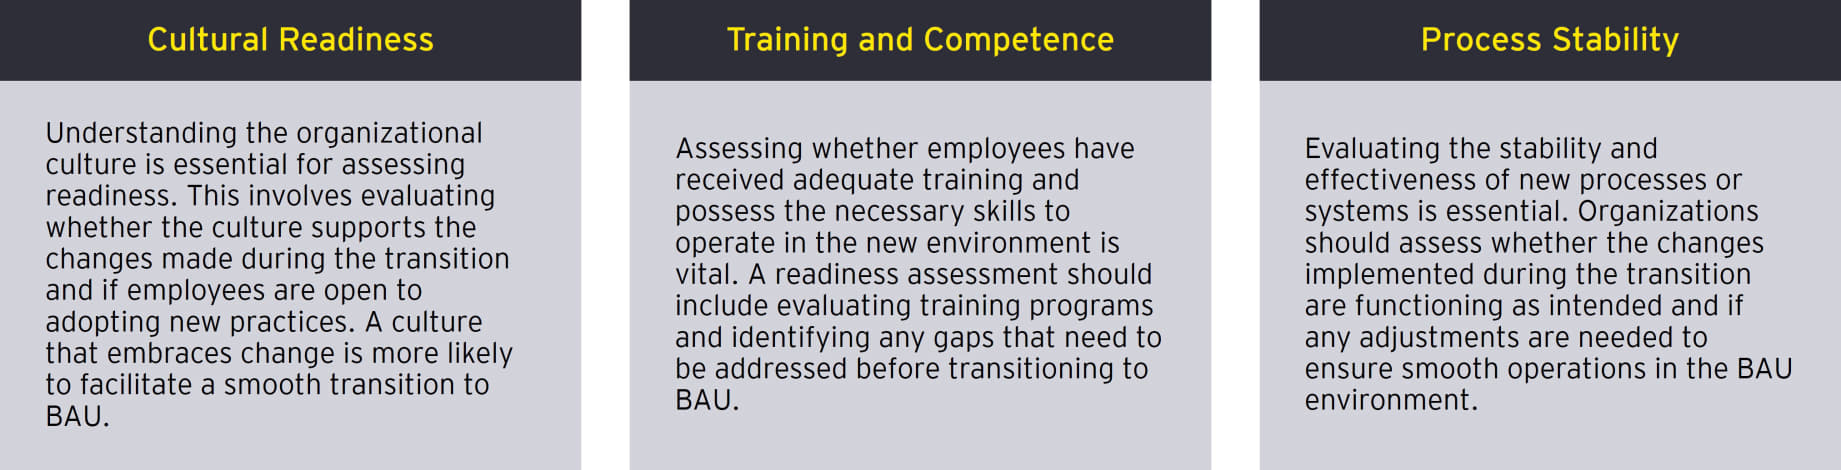 Cultural Readiness
Understanding the organizational
culture is essential for assessing
readiness. This involves evaluating
whether the culture supports the
changes made during the transition
and if employees are open to
adopting new practices. A culture
that embraces change is more likely
to facilitate a smooth transition to
BAU.
Training and Competence
Assessing whether employees have
received adequate training and
possess the necessary skills to
operate in the new environment is
vital. A readiness assessment should
include evaluating training programs
and identifying any gaps that need to
be addressed before transitioning to
BAU.
Process Stability
Evaluating the stability and
effectiveness of new processes or
systems is essential. Organizations
should assess whether the changes
implemented during the transition
are functioning as intended and if
any adjustments are needed to
ensure smooth operations in the BAU
environment.